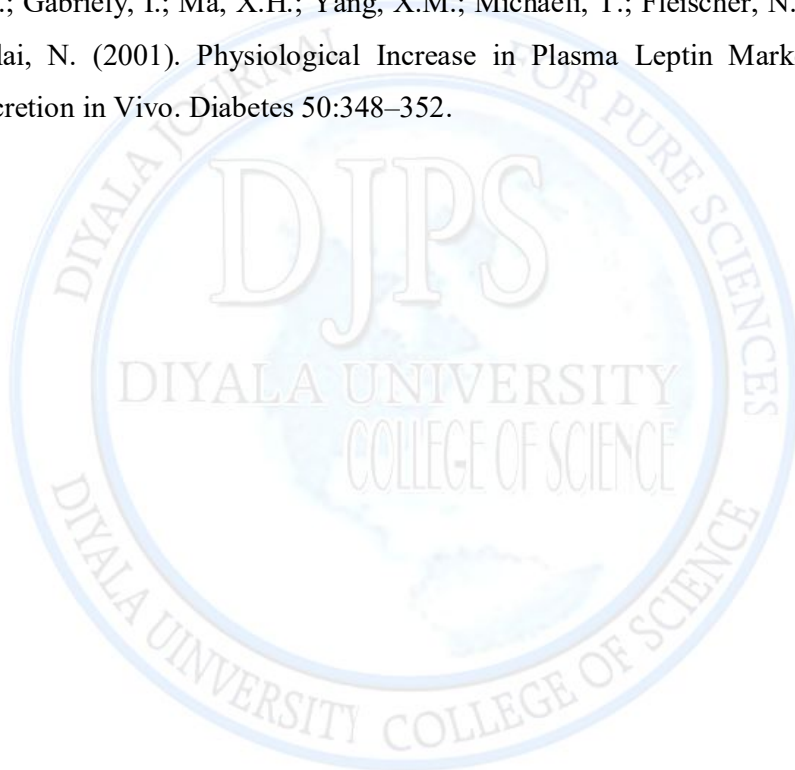 .; Gabriely, I.; Ma, X.H.; Yang, X.M.; Michaeli, T.; Fleischer, N.
lai, N. (2001). Physiological Increase in Plasma Leptin Mark
cretion in Vivo. Diabetes 50:348–352.
DIYALA JOURNAL FOR PURE SCIENCES
DJPS
DIYALA UNIVERSITY
COLLEGE OF SCIENCE
DIYALA UINVERSITY COLLEGE OF SCIENCE